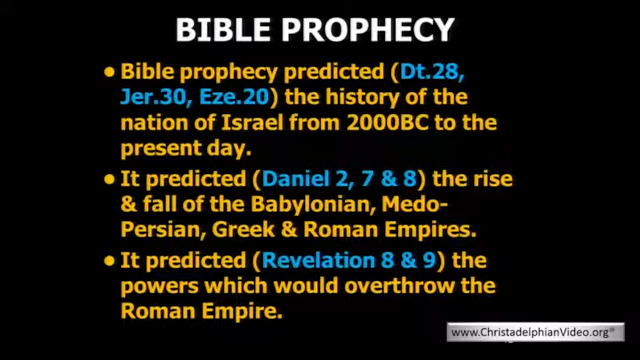 BIBLE PROPHECY
● Bible prophecy predicted (Dt.28,
Jer.30, Eze.20) the history of the
nation of Israel from 2000BC to the
present day.
● It predicted (Daniel 2, 7 & 8) the rise
& fall of the Babylonian, Medo-
Persian, Greek & Roman Empires.
● It predicted (Revelation 8 & 9) the
powers which would overthrow the
Roman Empire.
www.ChristadelphianVideo.org®